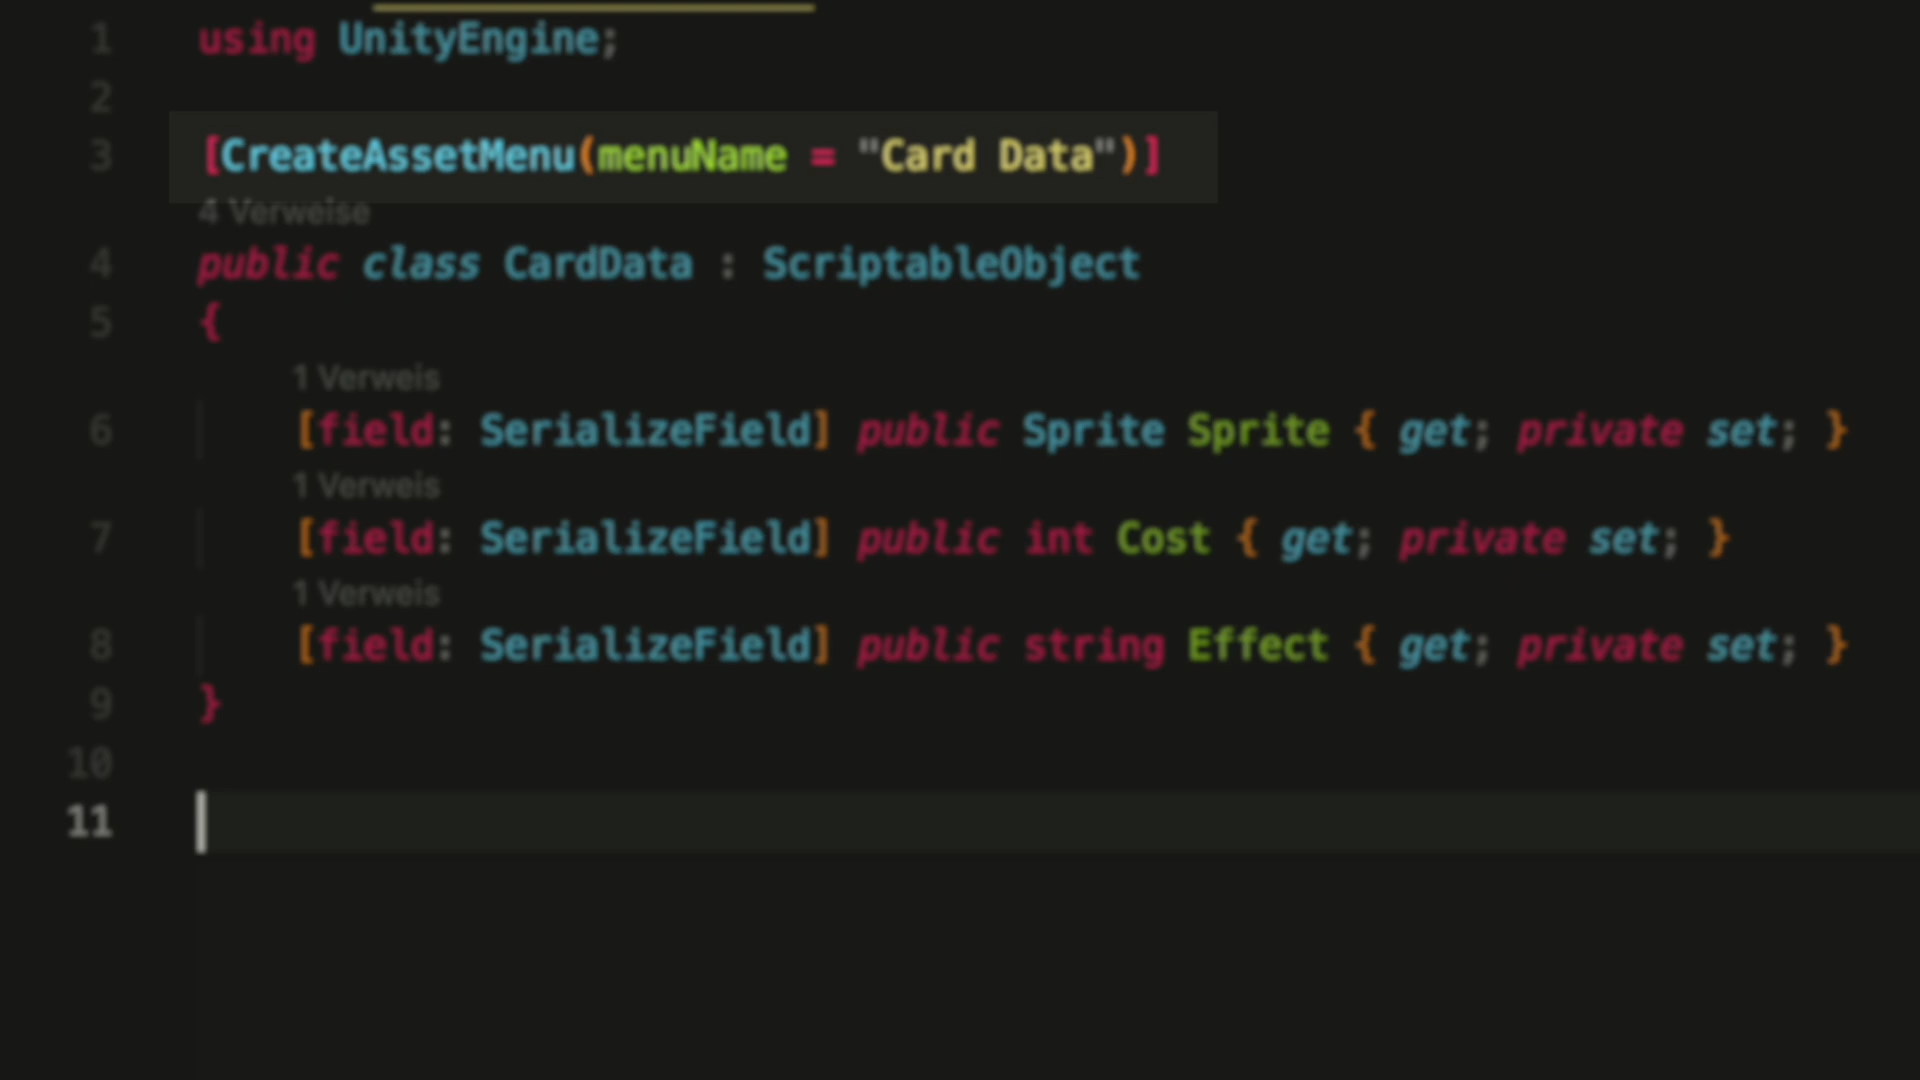 1 using UnityEngine;
2
3 [CreateAssetMenu(menuName = "Card Data")]
4 Verweise
4 public class CardData : ScriptableObject
5 {
1 Verweis
6 [field: SerializeField] public Sprite Sprite { get; private set; }
1 Verweis
7 [field: SerializeField] public int Cost { get; private set; }
1 Verweis
8 [field: SerializeField] public string Effect { get; private set; }
9 }
10
11